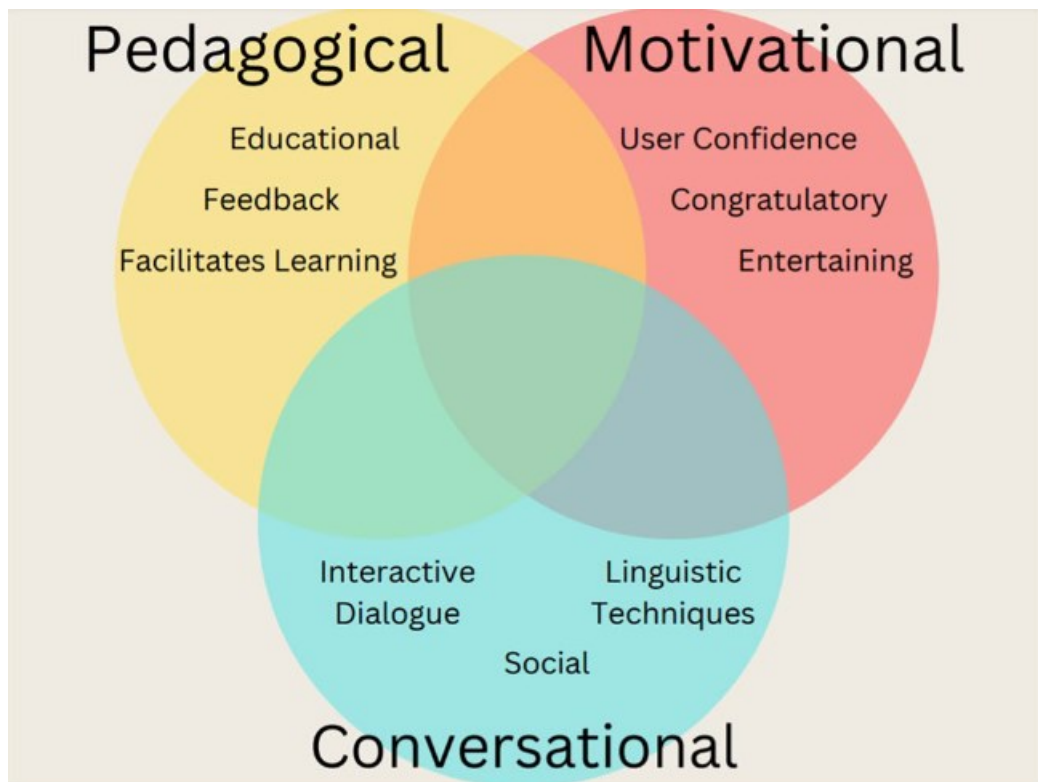 Pedagogical
Motivational
Educational
Feedback
Facilitates Learning
User Confidence
Congratulatory
Entertaining
Interactive
Dialogue
Linguistic
Techniques
Social
Conversational